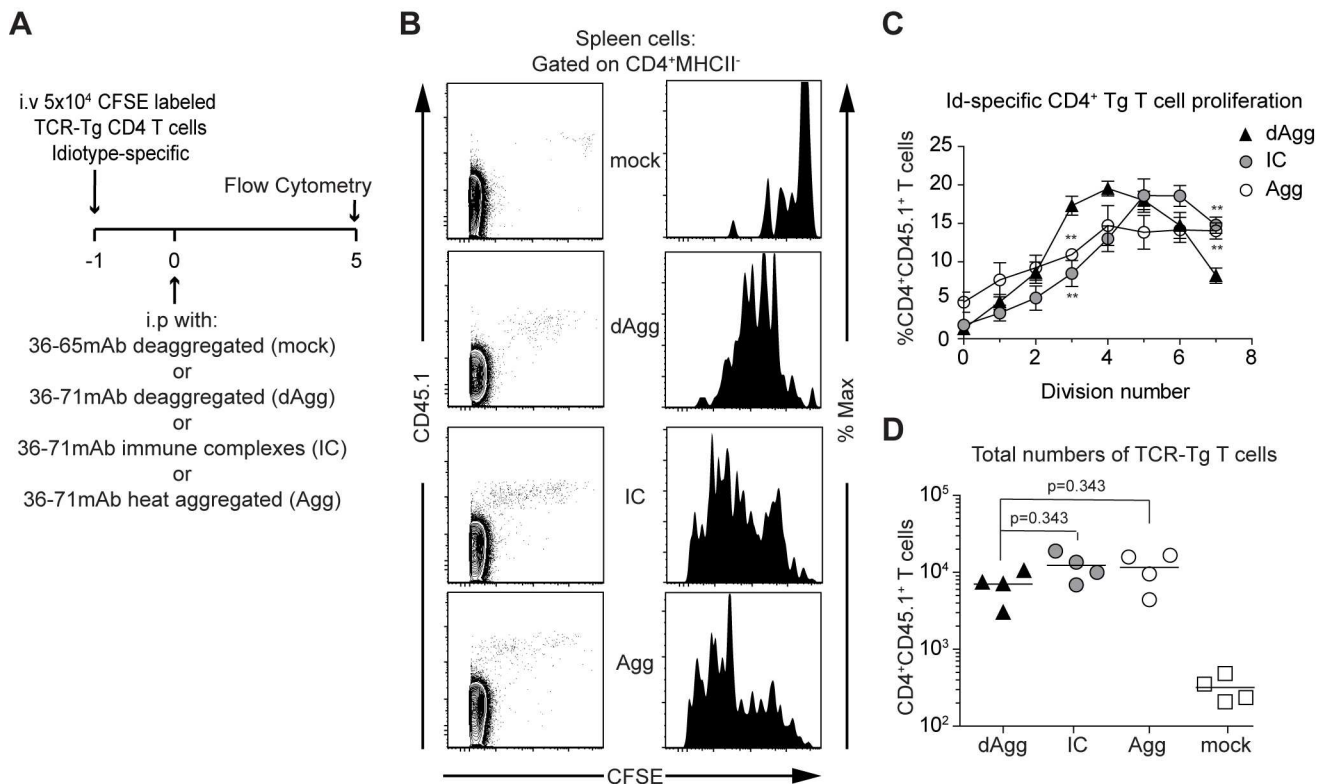 A
i.v 5x10⁴ CFSE labeled
TCR-Tg CD4 T cells
Idiotype-specific
Flow Cytometry
-1
0
5
i.p with:
36-65mAb deaggregated (mock)
or
36-71mAb deaggregated (dAgg)
or
36-71mAb immune complexes (IC)
or
36-71mAb heat aggregated (Agg)
B
Spleen cells:
Gated on CD4⁺MHCII⁻
mock
dAgg
IC
Agg
CD45.1
% Max
CFSE
C
Id-specific CD4⁺ Tg T cell proliferation
%CD4⁺CD45.1⁺ T cells
25
20
15
10
5
0
0
2
4
6
8
Division number
dAgg
IC
Agg
**
**
**
**
D
Total numbers of TCR-Tg T cells
CD4⁺CD45.1⁺ T cells
10⁵
10⁴
10³
10²
p=0.343
p=0.343
dAgg
IC
Agg
mock